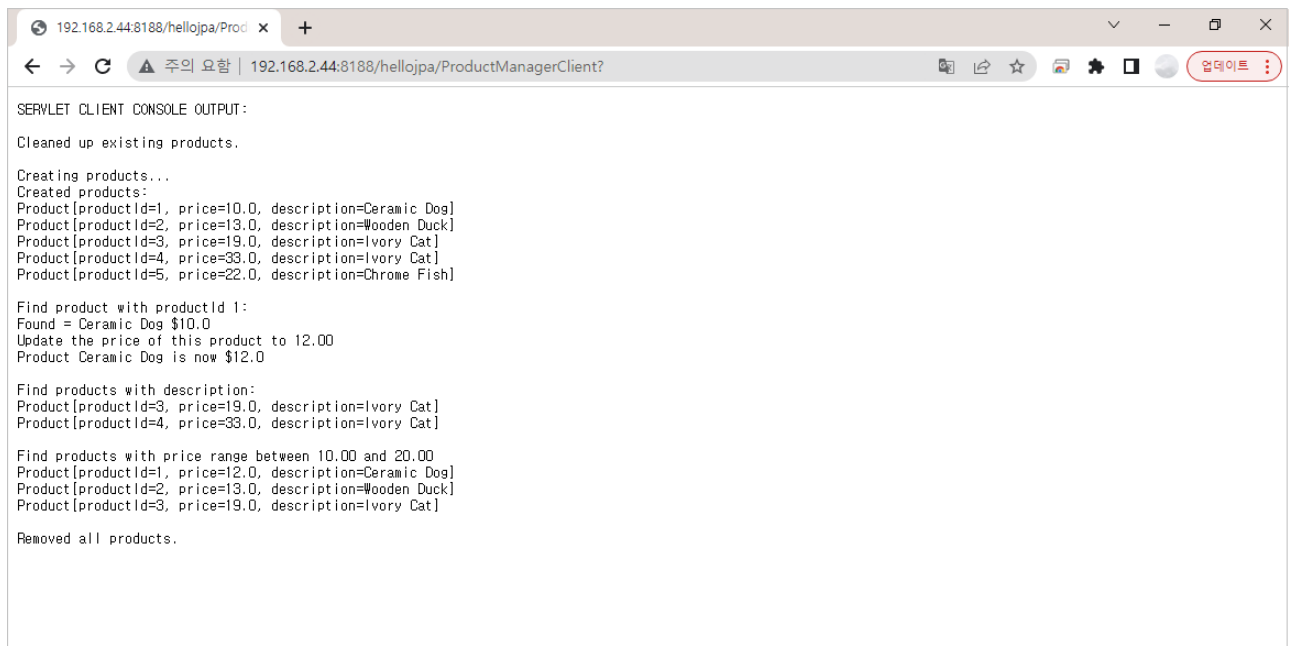 192.168.2.44:8188/hellojpa/Prod
주의 요함 | 192.168.2.44:8188/hellojpa/ProductManagerClient?
업데이트
SERVLET CLIENT CONSOLE OUTPUT:
Cleaned up existing products.
Creating products...
Created products:
Product[productId=1, price=10.0, description=Ceramic Dog]
Product[productId=2, price=13.0, description=Wooden Duck]
Product[productId=3, price=19.0, description=Ivory Cat]
Product[productId=4, price=33.0, description=Ivory Cat]
Product[productId=5, price=22.0, description=Chrome Fish]
Find product with productId 1:
Found = Ceramic Dog $10.0
Update the price of this product to 12.00
Product Ceramic Dog is now $12.0
Find products with description:
Product[productId=3, price=19.0, description=Ivory Cat]
Product[productId=4, price=33.0, description=Ivory Cat]
Find products with price range between 10.00 and 20.00
Product[productId=1, price=12.0, description=Ceramic Dog]
Product[productId=2, price=13.0, description=Wooden Duck]
Product[productId=3, price=19.0, description=Ivory Cat]
Removed all products.